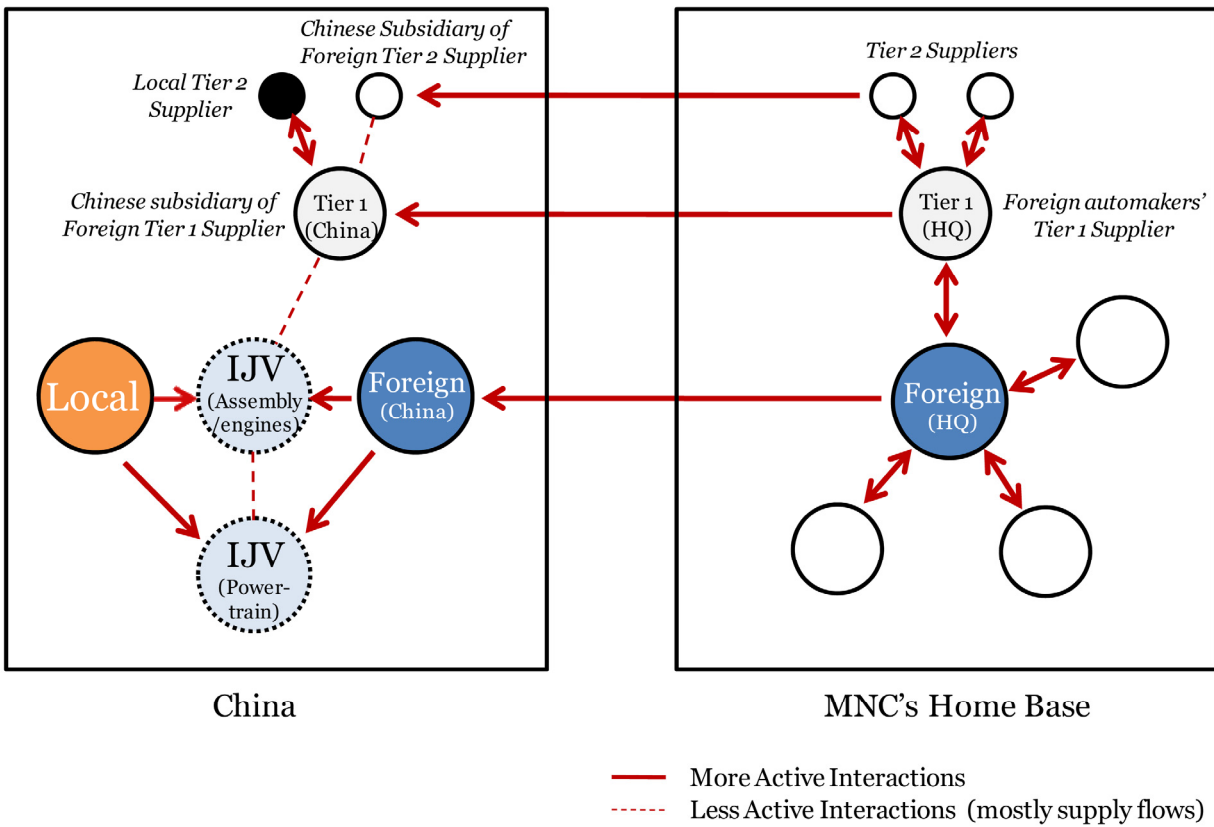 Chinese Subsidiary of
Foreign Tier 2 Supplier
Local Tier 2
Supplier
Tier 2 Suppliers
Chinese subsidiary of
Foreign Tier 1 Supplier
Tier 1
(China)
Tier 1
(HQ)
Foreign automakers’
Tier 1 Supplier
Local
IJV
(Assembly
/engines)
Foreign
(China)
Foreign
(HQ)
IJV
(Power-
train)
China
MNC’s Home Base
More Active Interactions
Less Active Interactions (mostly supply flows)